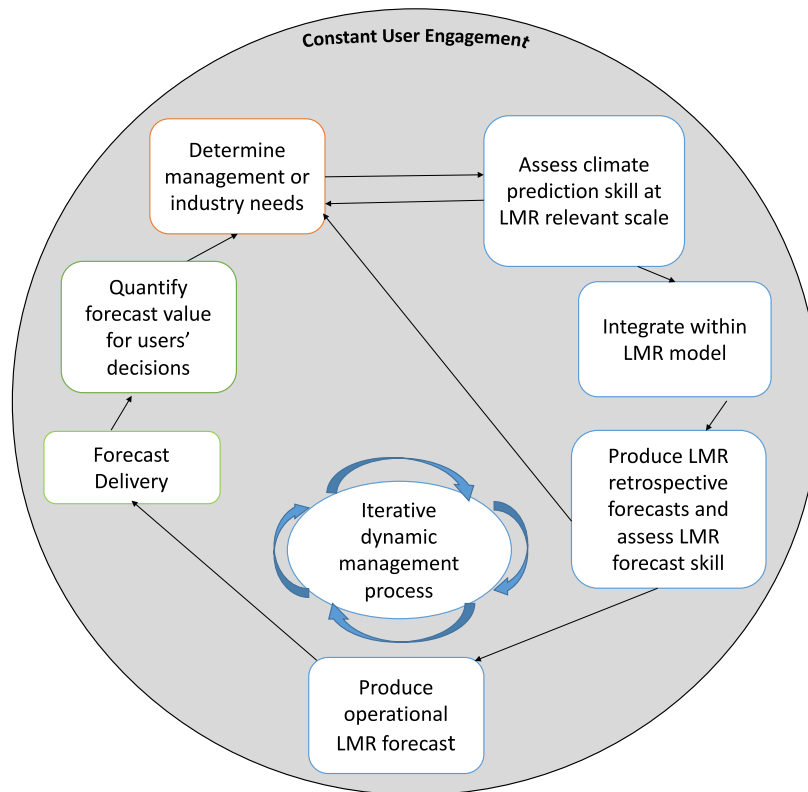 Constant User Engagement
Determine
management or
industry needs
Assess climate
prediction skill at
LMR relevant scale
Quantify
forecast value
for users’
decisions
Integrate within
LMR model
Forecast
Delivery
Produce LMR
retrospective
forecasts and
assess LMR
forecast skill
Iterative
dynamic
management
process
Produce
operational
LMR forecast